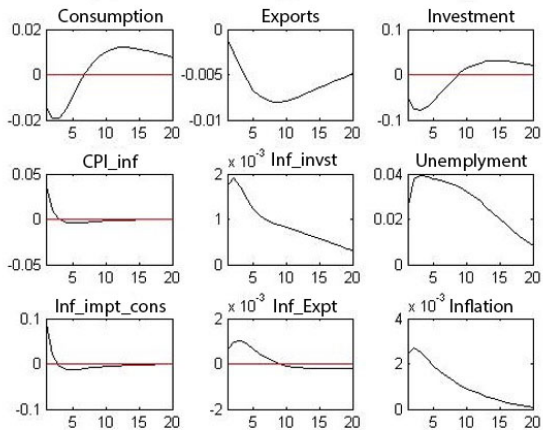 Consumption Exports Investment
0.02 0 0.1
0 -0.005 0
-0.02 -0.01 -0.1
5 10 15 20 5 10 15 20 5 10 15 20
CPI_inf x 10-3 Inf_invst Unemplyment
0.05 2 0.04
0 1 0.02
-0.05 0 0
5 10 15 20 5 10 15 20 5 10 15 20
Inf_impt_cons x 10-3 Inf_Expt x 10-3 Inflation
0.1 2 4
0 0 2
-0.1 -2 0
5 10 15 20 5 10 15 20 5 10 15 20